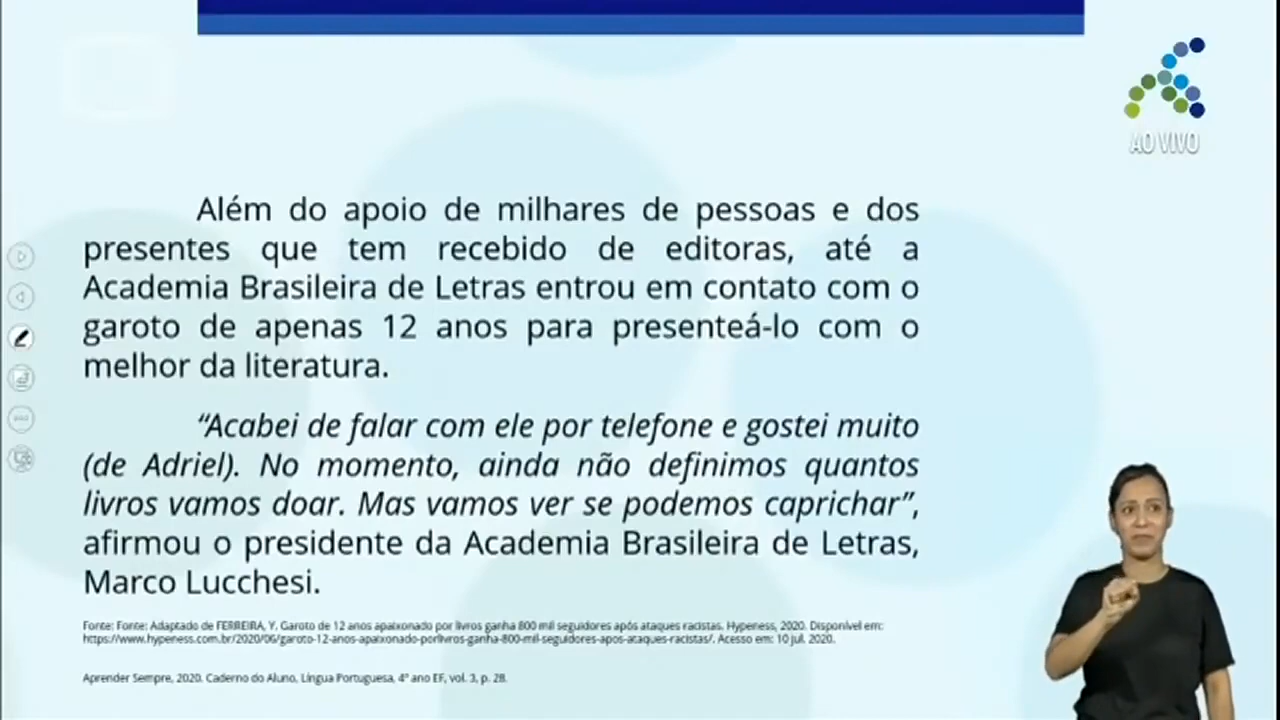 AO VIVO
Além do apoio de milhares de pessoas e dos
presentes que tem recebido de editoras, até a
Academia Brasileira de Letras entrou em contato com o
garoto de apenas 12 anos para presenteá-lo com o
melhor da literatura.
“Acabei de falar com ele por telefone e gostei muito
(de Adriel). No momento, ainda não definimos quantos
livros vamos doar. Mas vamos ver se podemos caprichar”,
afirmou o presidente da Academia Brasileira de Letras,
Marco Lucchesi.
Fonte: Fonte: Adaptado de FERREIRA, Y. Garoto de 12 anos apaixonado por livros ganha 800 mil seguidores após ataques racistas. Hypeness, 2020. Disponível em:
https://www.hypeness.com.br/2020/06/garoto-12-anos-apaixonado-porlivros-ganha-800-mil-seguidores-apos-ataques-racistas/. Acesso em: 10 jul. 2020.
Aprender Sempre, 2020. Caderno do Aluno, Língua Portuguesa, 4º ano EF, vol. 3, p. 28.